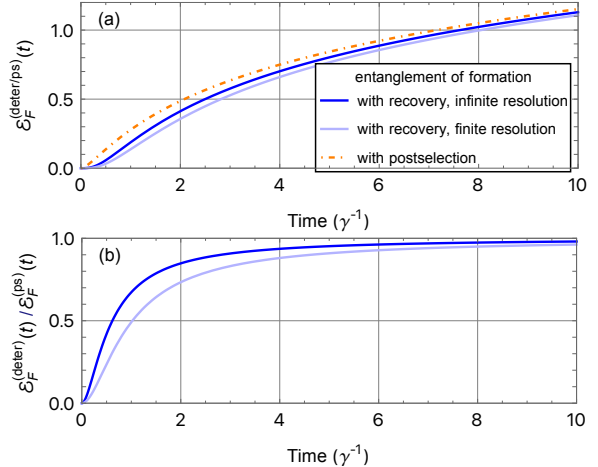 (a)
ℰ_F^(deter/ps)(t)
1.0
0.5
0.0
entanglement of formation
with recovery, infinite resolution
with recovery, finite resolution
with postselection
0 2 4 6 8 10
Time (γ⁻¹)
(b)
ℰ_F^(deter)(t) / ℰ_F^(ps)(t)
1.0
0.5
0.0
0 2 4 6 8 10
Time (γ⁻¹)